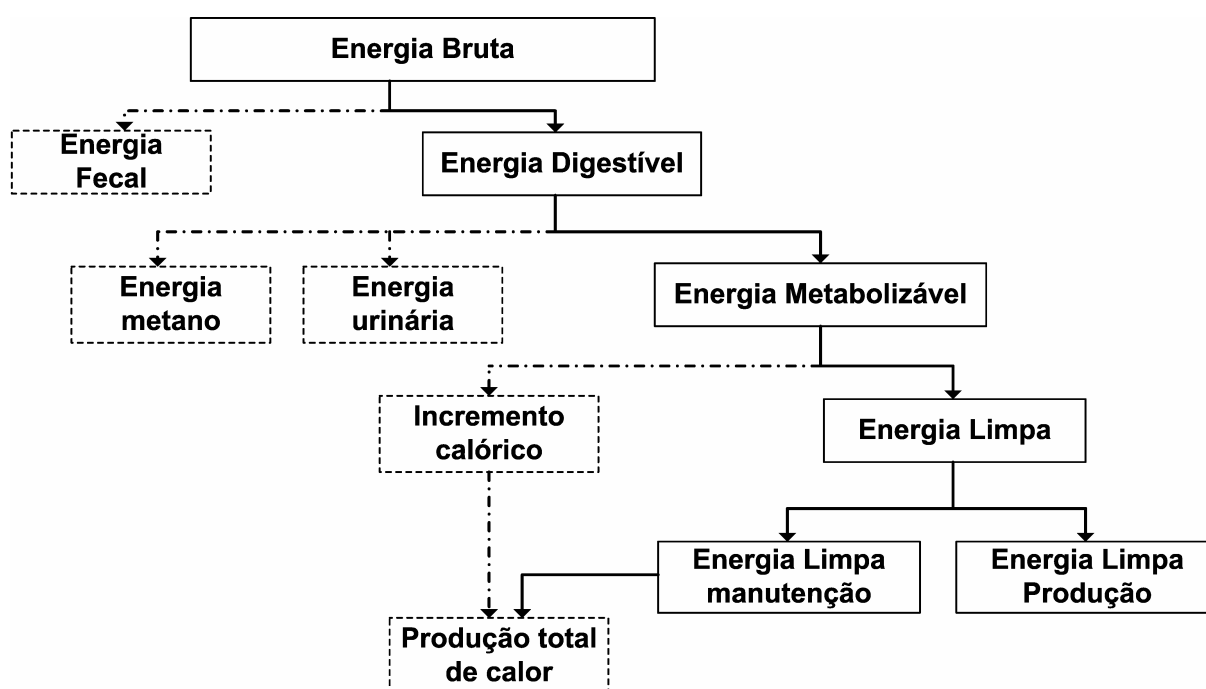 Energia Bruta
Energia
Fecal
Energia Digestível
Energia
metano
Energia
urinária
Energia Metabolizável
Incremento
calórico
Energia Limpa
Energia Limpa
manutenção
Energia Limpa
Produção
Produção total
de calor